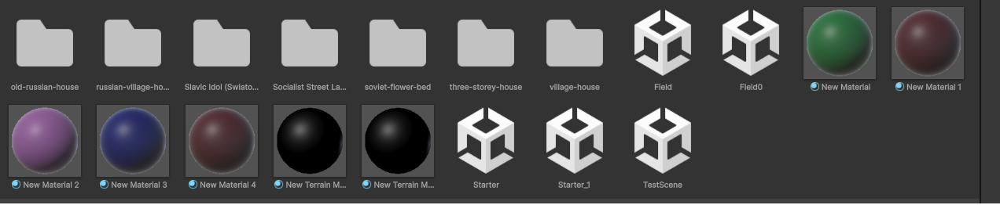 old-russian-house
russian-village-ho...
Slavic Idol (Swiato...
Socialist Street La...
soviet-flower-bed
three-storey-house
village-house
Field
Field0
New Material
New Material 1
New Material 2
New Material 3
New Material 4
New Terrain M...
New Terrain M...
Starter
Starter_1
TestScene